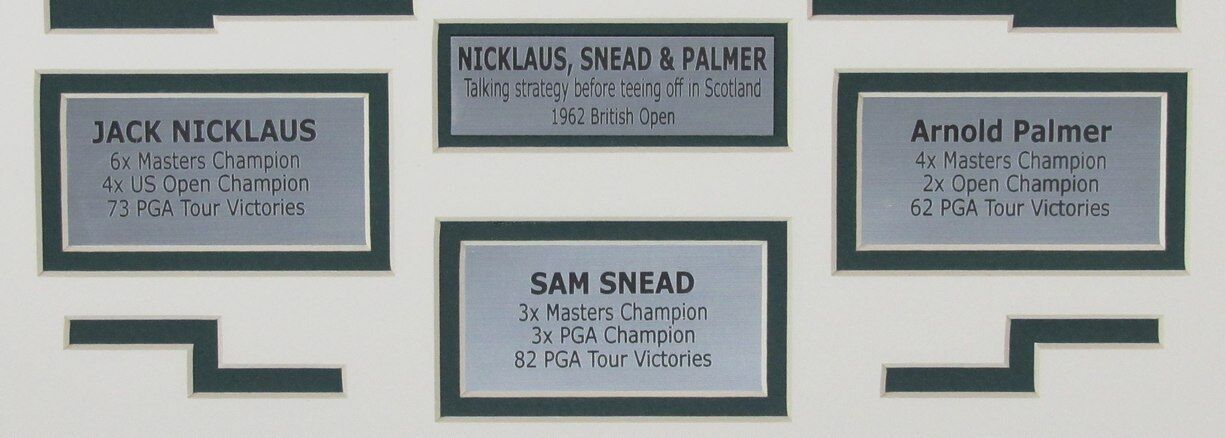 NICKLAUS, SNEAD & PALMER
Talking strategy before teeing off in Scotland
1962 British Open
JACK NICKLAUS
6x Masters Champion
4x US Open Champion
73 PGA Tour Victories
Arnold Palmer
4x Masters Champion
2x Open Champion
62 PGA Tour Victories
SAM SNEAD
3x Masters Champion
3x PGA Champion
82 PGA Tour Victories